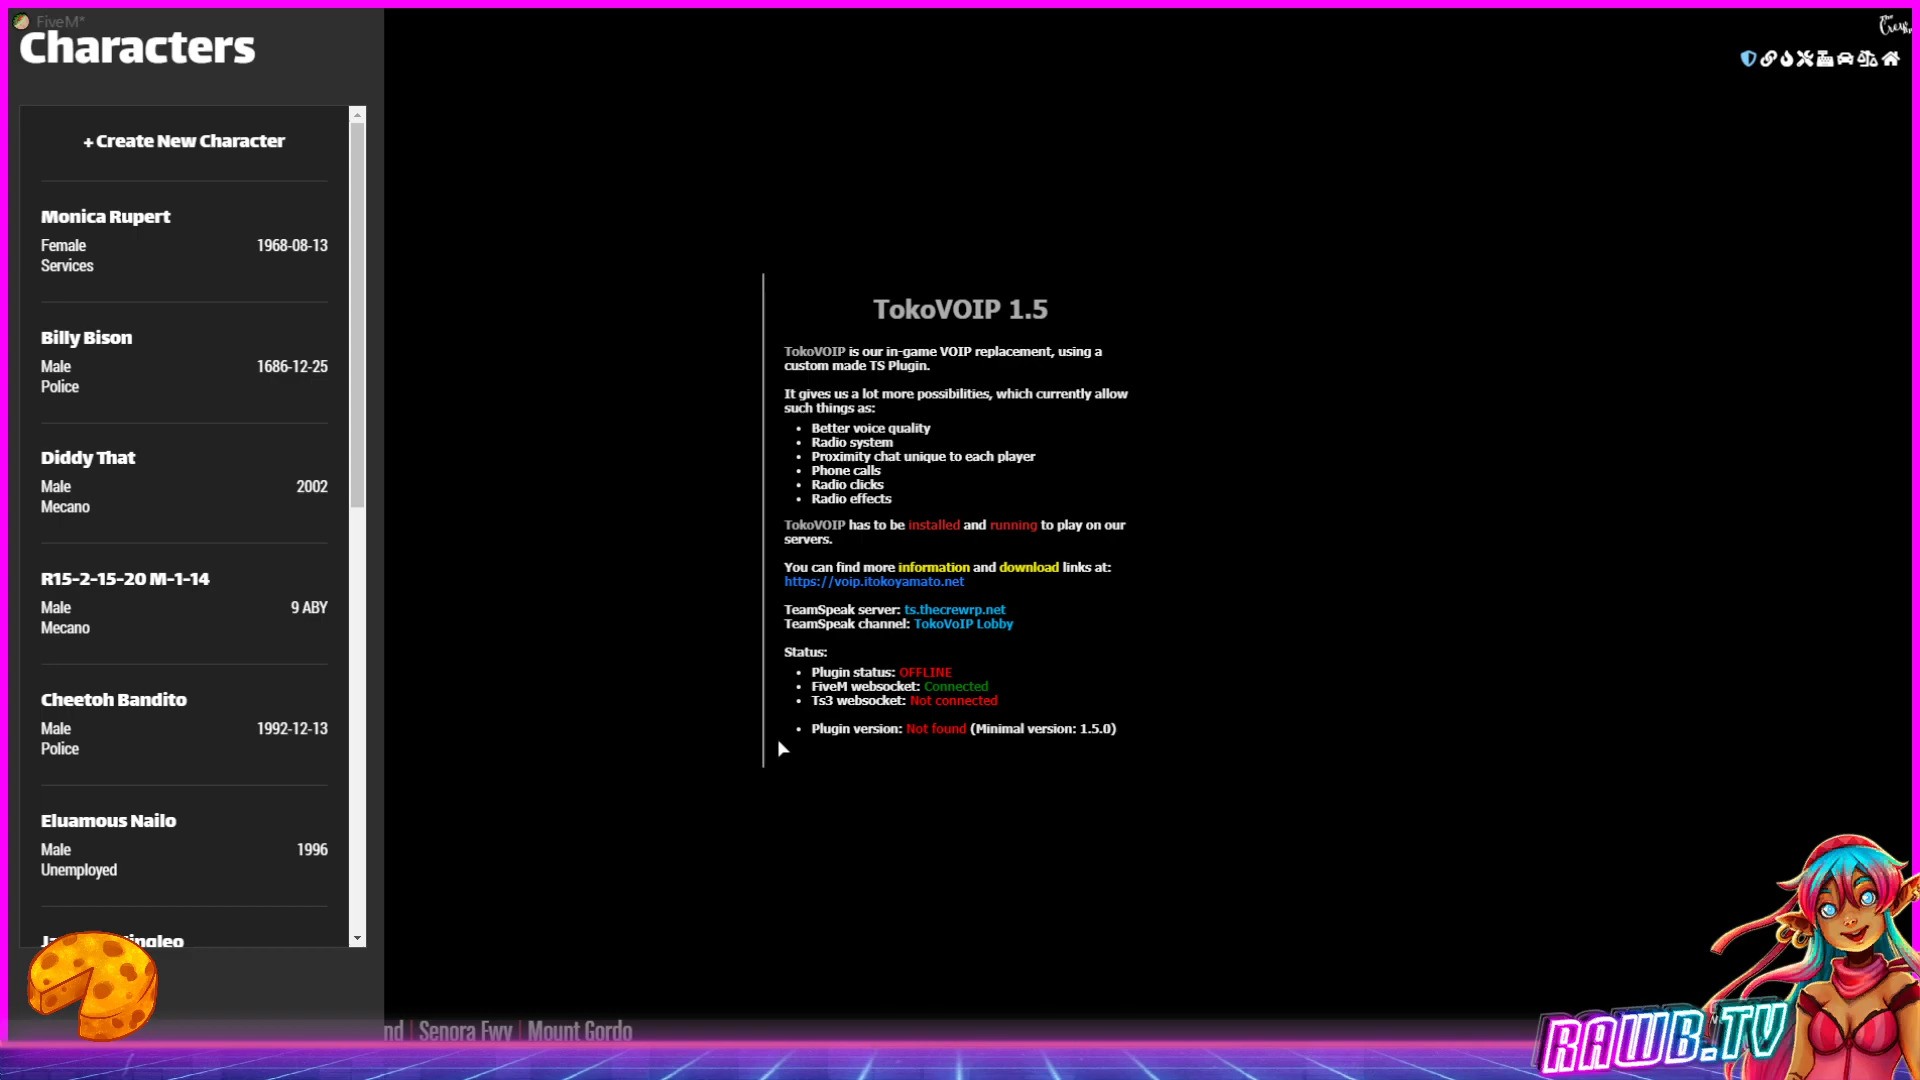 FiveM*
Characters
+ Create New Character
Monica Rupert
Female 1968-08-13
Services
Billy Bison
Male 1686-12-25
Police
Diddy That
Male 2002
Mecano
R15-2-15-20 M-1-14
Male 9 ABY
Mecano
Cheetoh Bandito
Male 1992-12-13
Police
Eluamous Nailo
Male 1996
Unemployed
The Crew
TokoVOIP 1.5
TokoVOIP is our in-game VOIP replacement, using a
custom made TS Plugin.
It gives us a lot more possibilities, which currently allow
such things as:
• Better voice quality
• Radio system
• Proximity chat unique to each player
• Phone calls
• Radio clicks
• Radio effects
TokoVOIP has to be installed and running to play on our
servers.
You can find more information and download links at:
https://voip.itokoyamato.net
TeamSpeak server: ts.thecrewrp.net
TeamSpeak channel: TokoVoIP Lobby
Status:
• Plugin status: OFFLINE
• FiveM websocket: Connected
• Ts3 websocket: Not connected
• Plugin version: Not found (Minimal version: 1.5.0)
nd | Senora Fwy | Mount Gordo
RAWB.TV